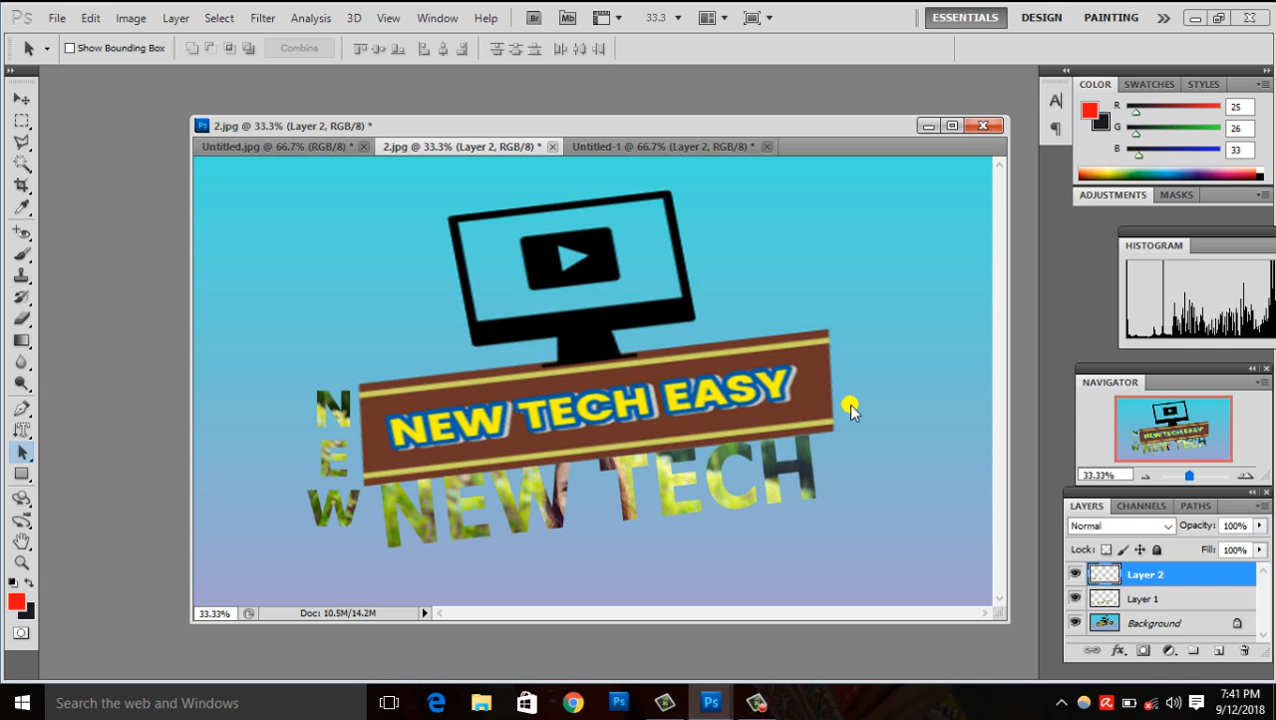 Ps File Edit Image Layer Select Filter Analysis 3D View Window Help Br Mb 33.3 ESSENTIALS DESIGN PAINTING
Show Bounding Box Combine
COLOR SWATCHES STYLES
R 25
G 26
B 33
ADJUSTMENTS MASKS
HISTOGRAM
2.jpg @ 33.3% (Layer 2, RGB/8) *
Untitled.jpg @ 66.7% (RGB/8) * 2.jpg @ 33.3% (Layer 2, RGB/8) * Untitled-1 @ 66.7% (Layer 2, RGB/8) *
NEW TECH EASY
N
E
W
NEW TECH
33.33% Doc: 10.5M/14.2M
NAVIGATOR
NEW TECH EASY
33.33%
LAYERS CHANNELS PATHS
Normal Opacity: 100%
Lock: Fill: 100%
Layer 2
Layer 1
Background
Search the web and Windows
7:41 PM
9/12/2018